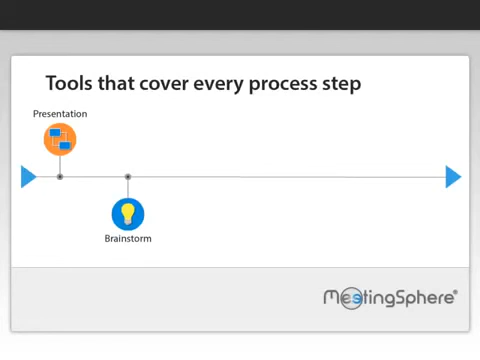 Tools that cover every process step
Presentation
Brainstorm
MeetingSphere®